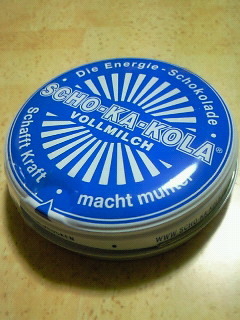 · Die Energie-Schokolade ·
SCHO-KA-KOLA®
VOLLMILCH
Schafft Kraft
· macht munter